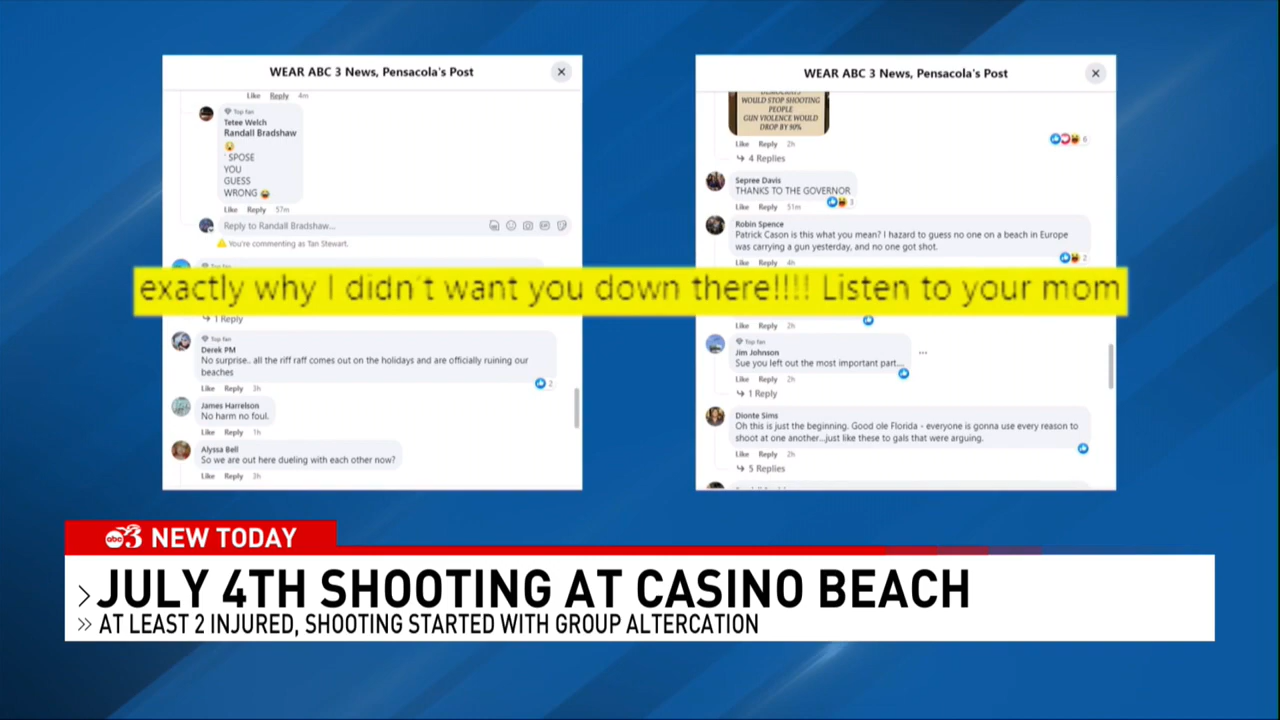 WEAR ABC 3 News, Pensacola's Post
Like Reply 4m
Top fan
Tetee Welch
Randall Bradshaw
' SPOSE
YOU
GUESS
WRONG
Like Reply 57m
Reply to Randall Bradshaw...
You're commenting as Tan Stewart.
Top fan
1 Reply
Top fan
Derek PM
No surprise.. all the riff raff comes out on the holidays and are officially ruining our
beaches
2
Like Reply 3h
James Harrelson
No harm no foul.
Like Reply 1h
Alyssa Bell
So we are out here dueling with each other now?
Like Reply 3h
WEAR ABC 3 News, Pensacola's Post
WOULD STOP SHOOTING
PEOPLE
GUN VIOLENCE WOULD
DROP BY 90%
6
Like Reply 2h
4 Replies
Sepree Davis
THANKS TO THE GOVERNOR
3
Like Reply 51m
Robin Spence
Patrick Cason is this what you mean? I hazard to guess no one on a beach in Europe
was carrying a gun yesterday, and no one got shot.
2
Like Reply 4h
Like Reply 2h
Top fan
Jim Johnson
Sue you left out the most important part...
Like Reply 2h
1 Reply
Dionte Sims
Oh this is just the beginning. Good ole Florida - everyone is gonna use every reason to
shoot at one another...just like these to gals that were arguing.
Like Reply 2h
5 Replies
exactly why I didn't want you down there!!!! Listen to your mom
abc 3 NEW TODAY
JULY 4TH SHOOTING AT CASINO BEACH
AT LEAST 2 INJURED, SHOOTING STARTED WITH GROUP ALTERCATION